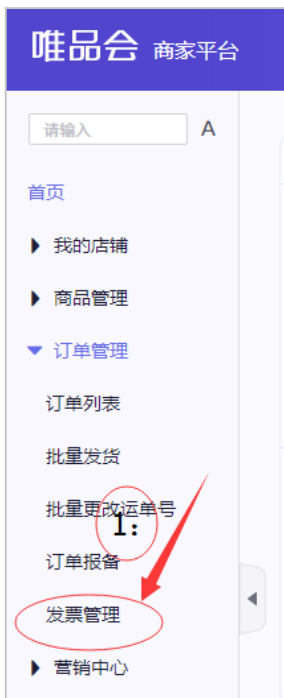 唯品会 商家平台
请输入 A
首页
我的店铺
商品管理
订单管理
订单列表
批量发货
批量更改运单号
1：
订单报备
发票管理
营销中心